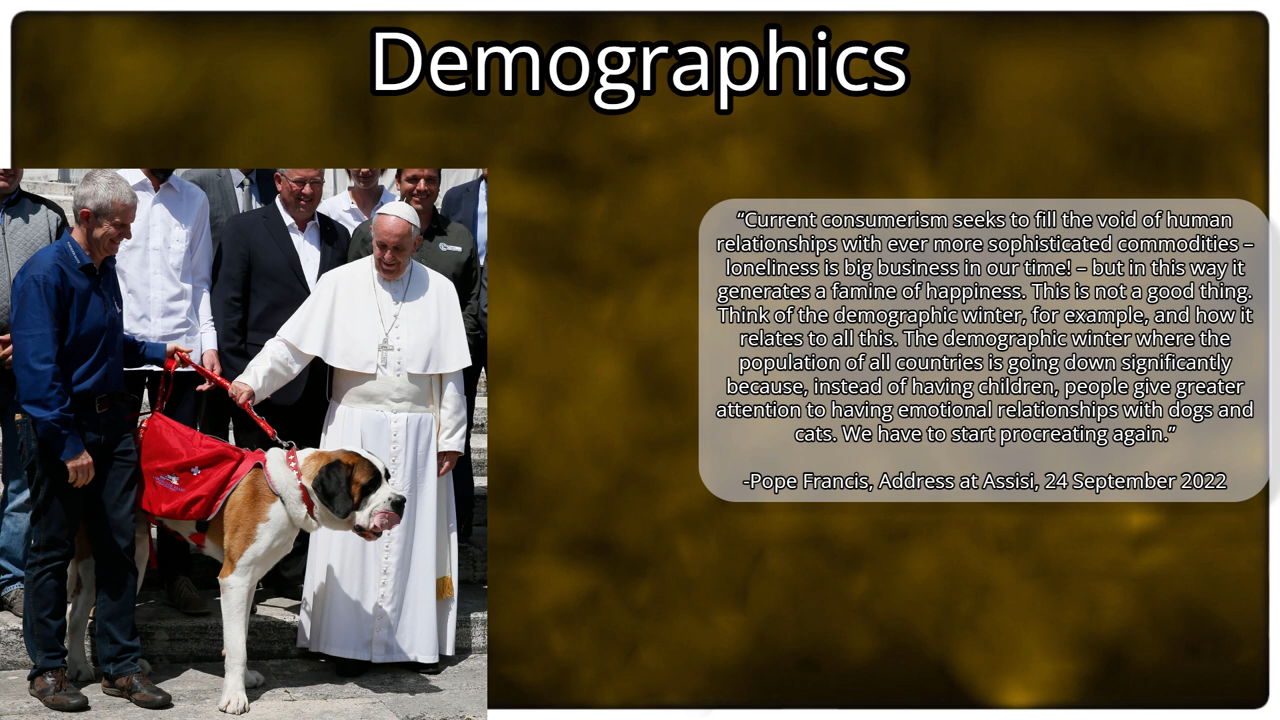 Demographics
“Current consumerism seeks to fill the void of human
relationships with ever more sophisticated commodities –
loneliness is big business in our time! – but in this way it
generates a famine of happiness. This is not a good thing.
Think of the demographic winter, for example, and how it
relates to all this. The demographic winter where the
population of all countries is going down significantly
because, instead of having children, people give greater
attention to having emotional relationships with dogs and
cats. We have to start procreating again.”
-Pope Francis, Address at Assisi, 24 September 2022